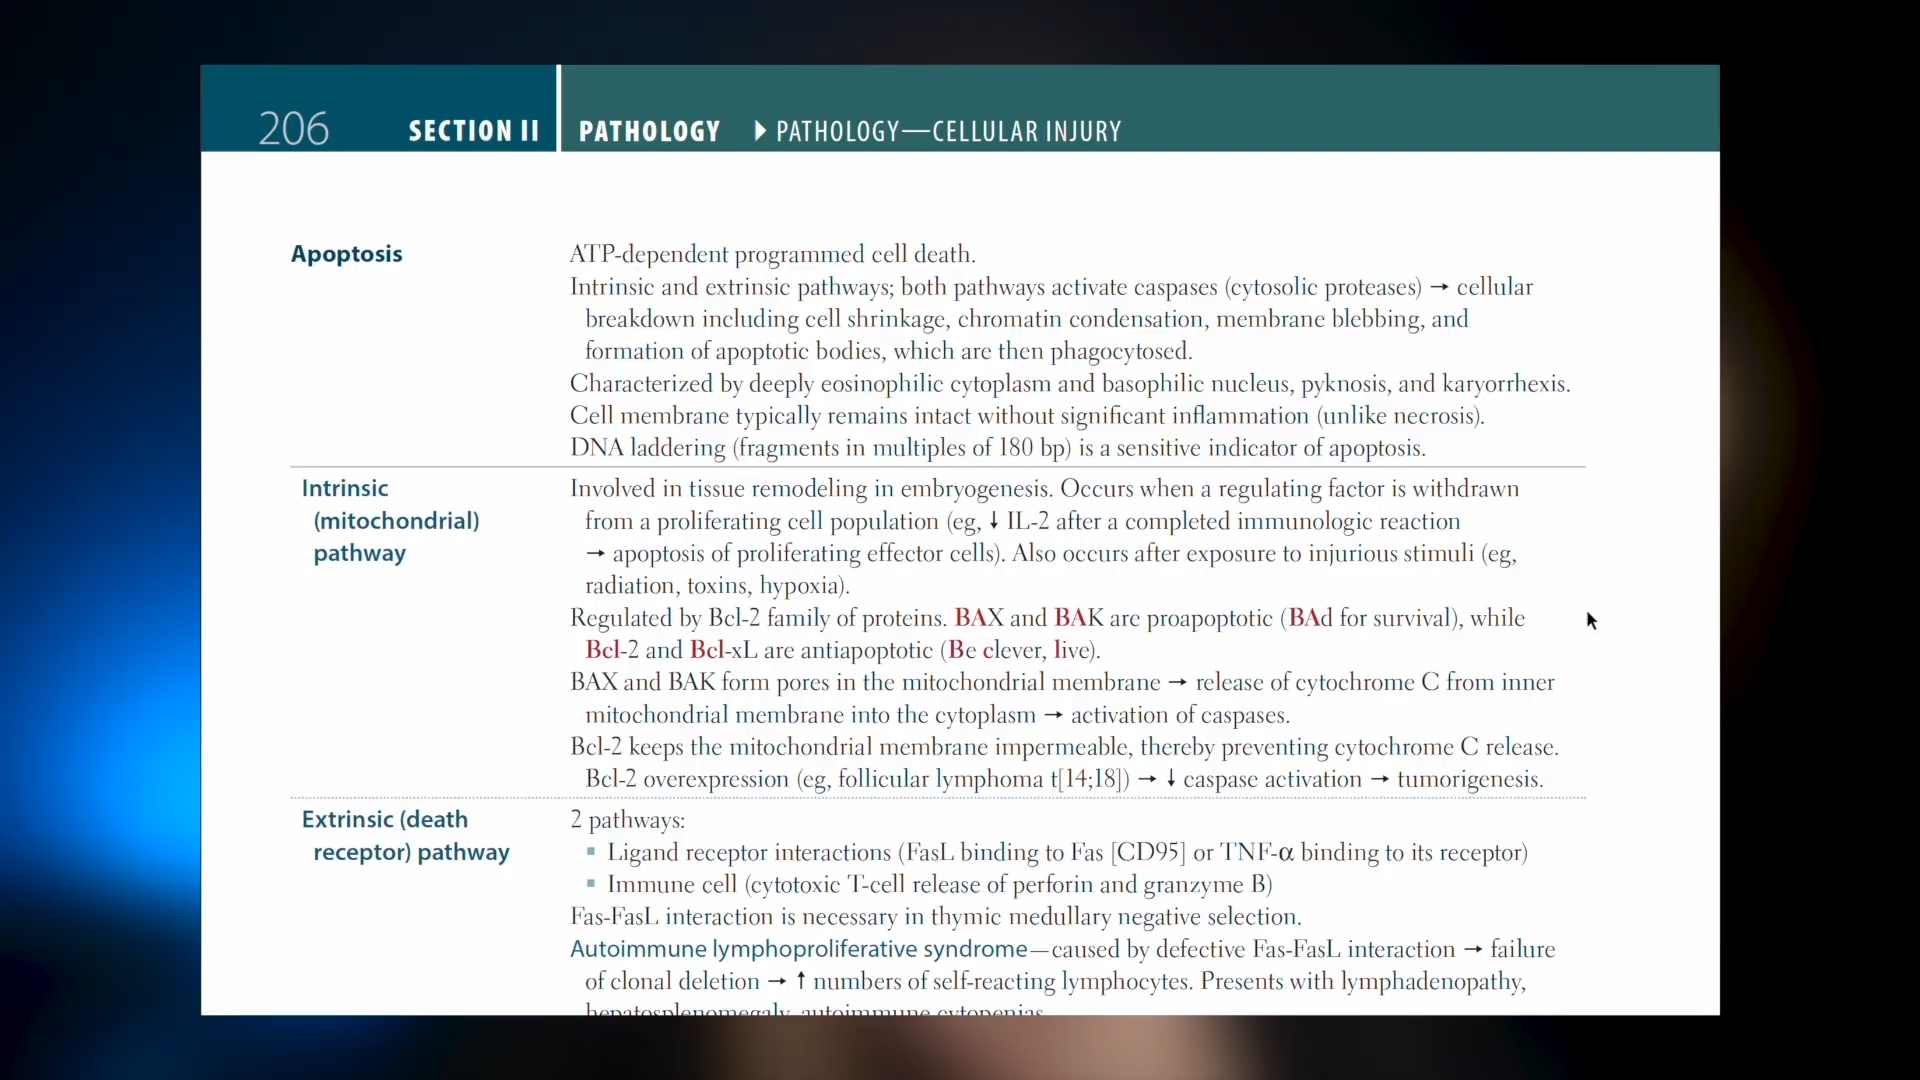 206 SECTION II PATHOLOGY ▶ PATHOLOGY—CELLULAR INJURY
Apoptosis
ATP-dependent programmed cell death.
Intrinsic and extrinsic pathways; both pathways activate caspases (cytosolic proteases) → cellular
breakdown including cell shrinkage, chromatin condensation, membrane blebbing, and
formation of apoptotic bodies, which are then phagocytosed.
Characterized by deeply eosinophilic cytoplasm and basophilic nucleus, pyknosis, and karyorrhexis.
Cell membrane typically remains intact without significant inflammation (unlike necrosis).
DNA laddering (fragments in multiples of 180 bp) is a sensitive indicator of apoptosis.
Intrinsic
(mitochondrial)
pathway
Involved in tissue remodeling in embryogenesis. Occurs when a regulating factor is withdrawn
from a proliferating cell population (eg, ↓ IL-2 after a completed immunologic reaction
→ apoptosis of proliferating effector cells). Also occurs after exposure to injurious stimuli (eg,
radiation, toxins, hypoxia).
Regulated by Bcl-2 family of proteins. BAX and BAK are proapoptotic (BAd for survival), while
Bcl-2 and Bcl-xL are antiapoptotic (Be clever, live).
BAX and BAK form pores in the mitochondrial membrane → release of cytochrome C from inner
mitochondrial membrane into the cytoplasm → activation of caspases.
Bcl-2 keeps the mitochondrial membrane impermeable, thereby preventing cytochrome C release.
Bcl-2 overexpression (eg, follicular lymphoma t[14;18]) → ↓ caspase activation → tumorigenesis.
Extrinsic (death
receptor) pathway
2 pathways:
▪ Ligand receptor interactions (FasL binding to Fas [CD95] or TNF-α binding to its receptor)
▪ Immune cell (cytotoxic T-cell release of perforin and granzyme B)
Fas-FasL interaction is necessary in thymic medullary negative selection.
Autoimmune lymphoproliferative syndrome—caused by defective Fas-FasL interaction → failure
of clonal deletion → ↑ numbers of self-reacting lymphocytes. Presents with lymphadenopathy,
hepatosplenomegaly, autoimmune cytopenias.